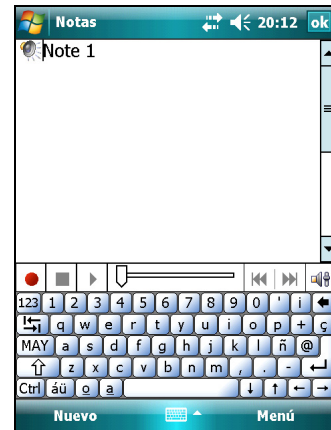 Notas 20:12 ok
Note 1
123 1 2 3 4 5 6 7 8 9 0 ' ¡
q w e r t y u i o p + ç
MAY a s d f g h j k l ñ @
z x c v b n m , . -
Ctrl áü º ª ↓ ↑ ← →
Nuevo Menú